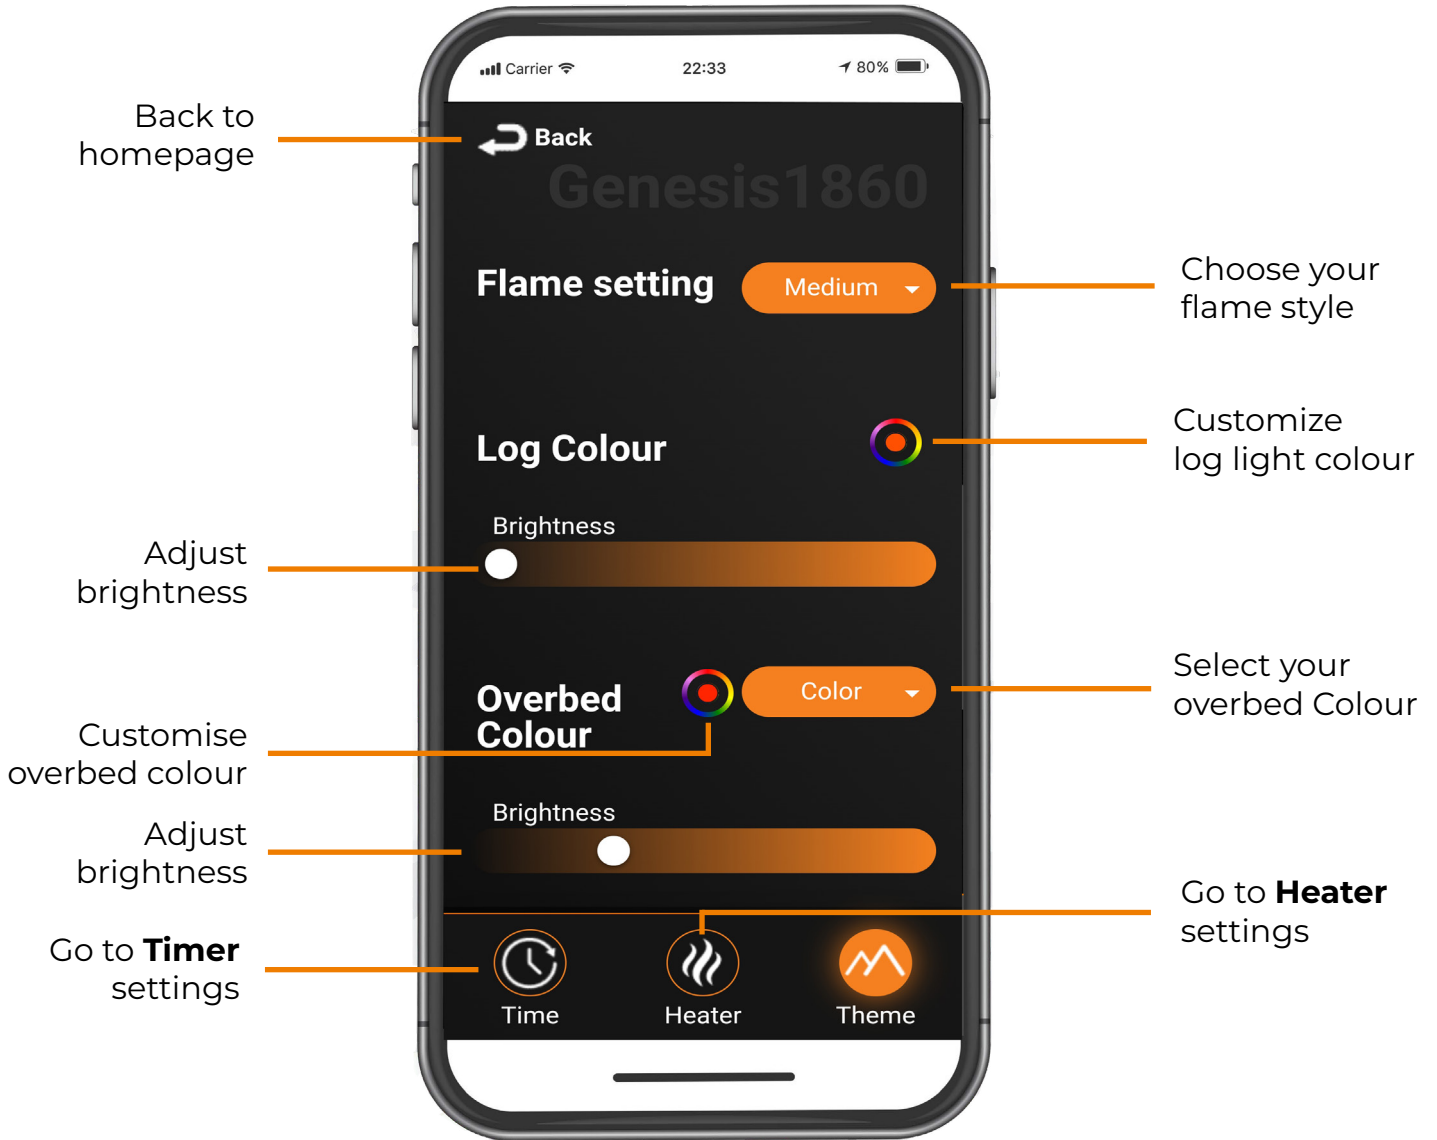 Carrier
22:33
80%
Back to
homepage
Back
Genesis1860
Flame setting
Medium
Choose your
flame style
Log Colour
Customize
log light colour
Brightness
Adjust
brightness
Overbed
Colour
Color
Select your
overbed Colour
Customise
overbed colour
Brightness
Adjust
brightness
Go to Heater
settings
Go to Timer
settings
Time
Heater
Theme